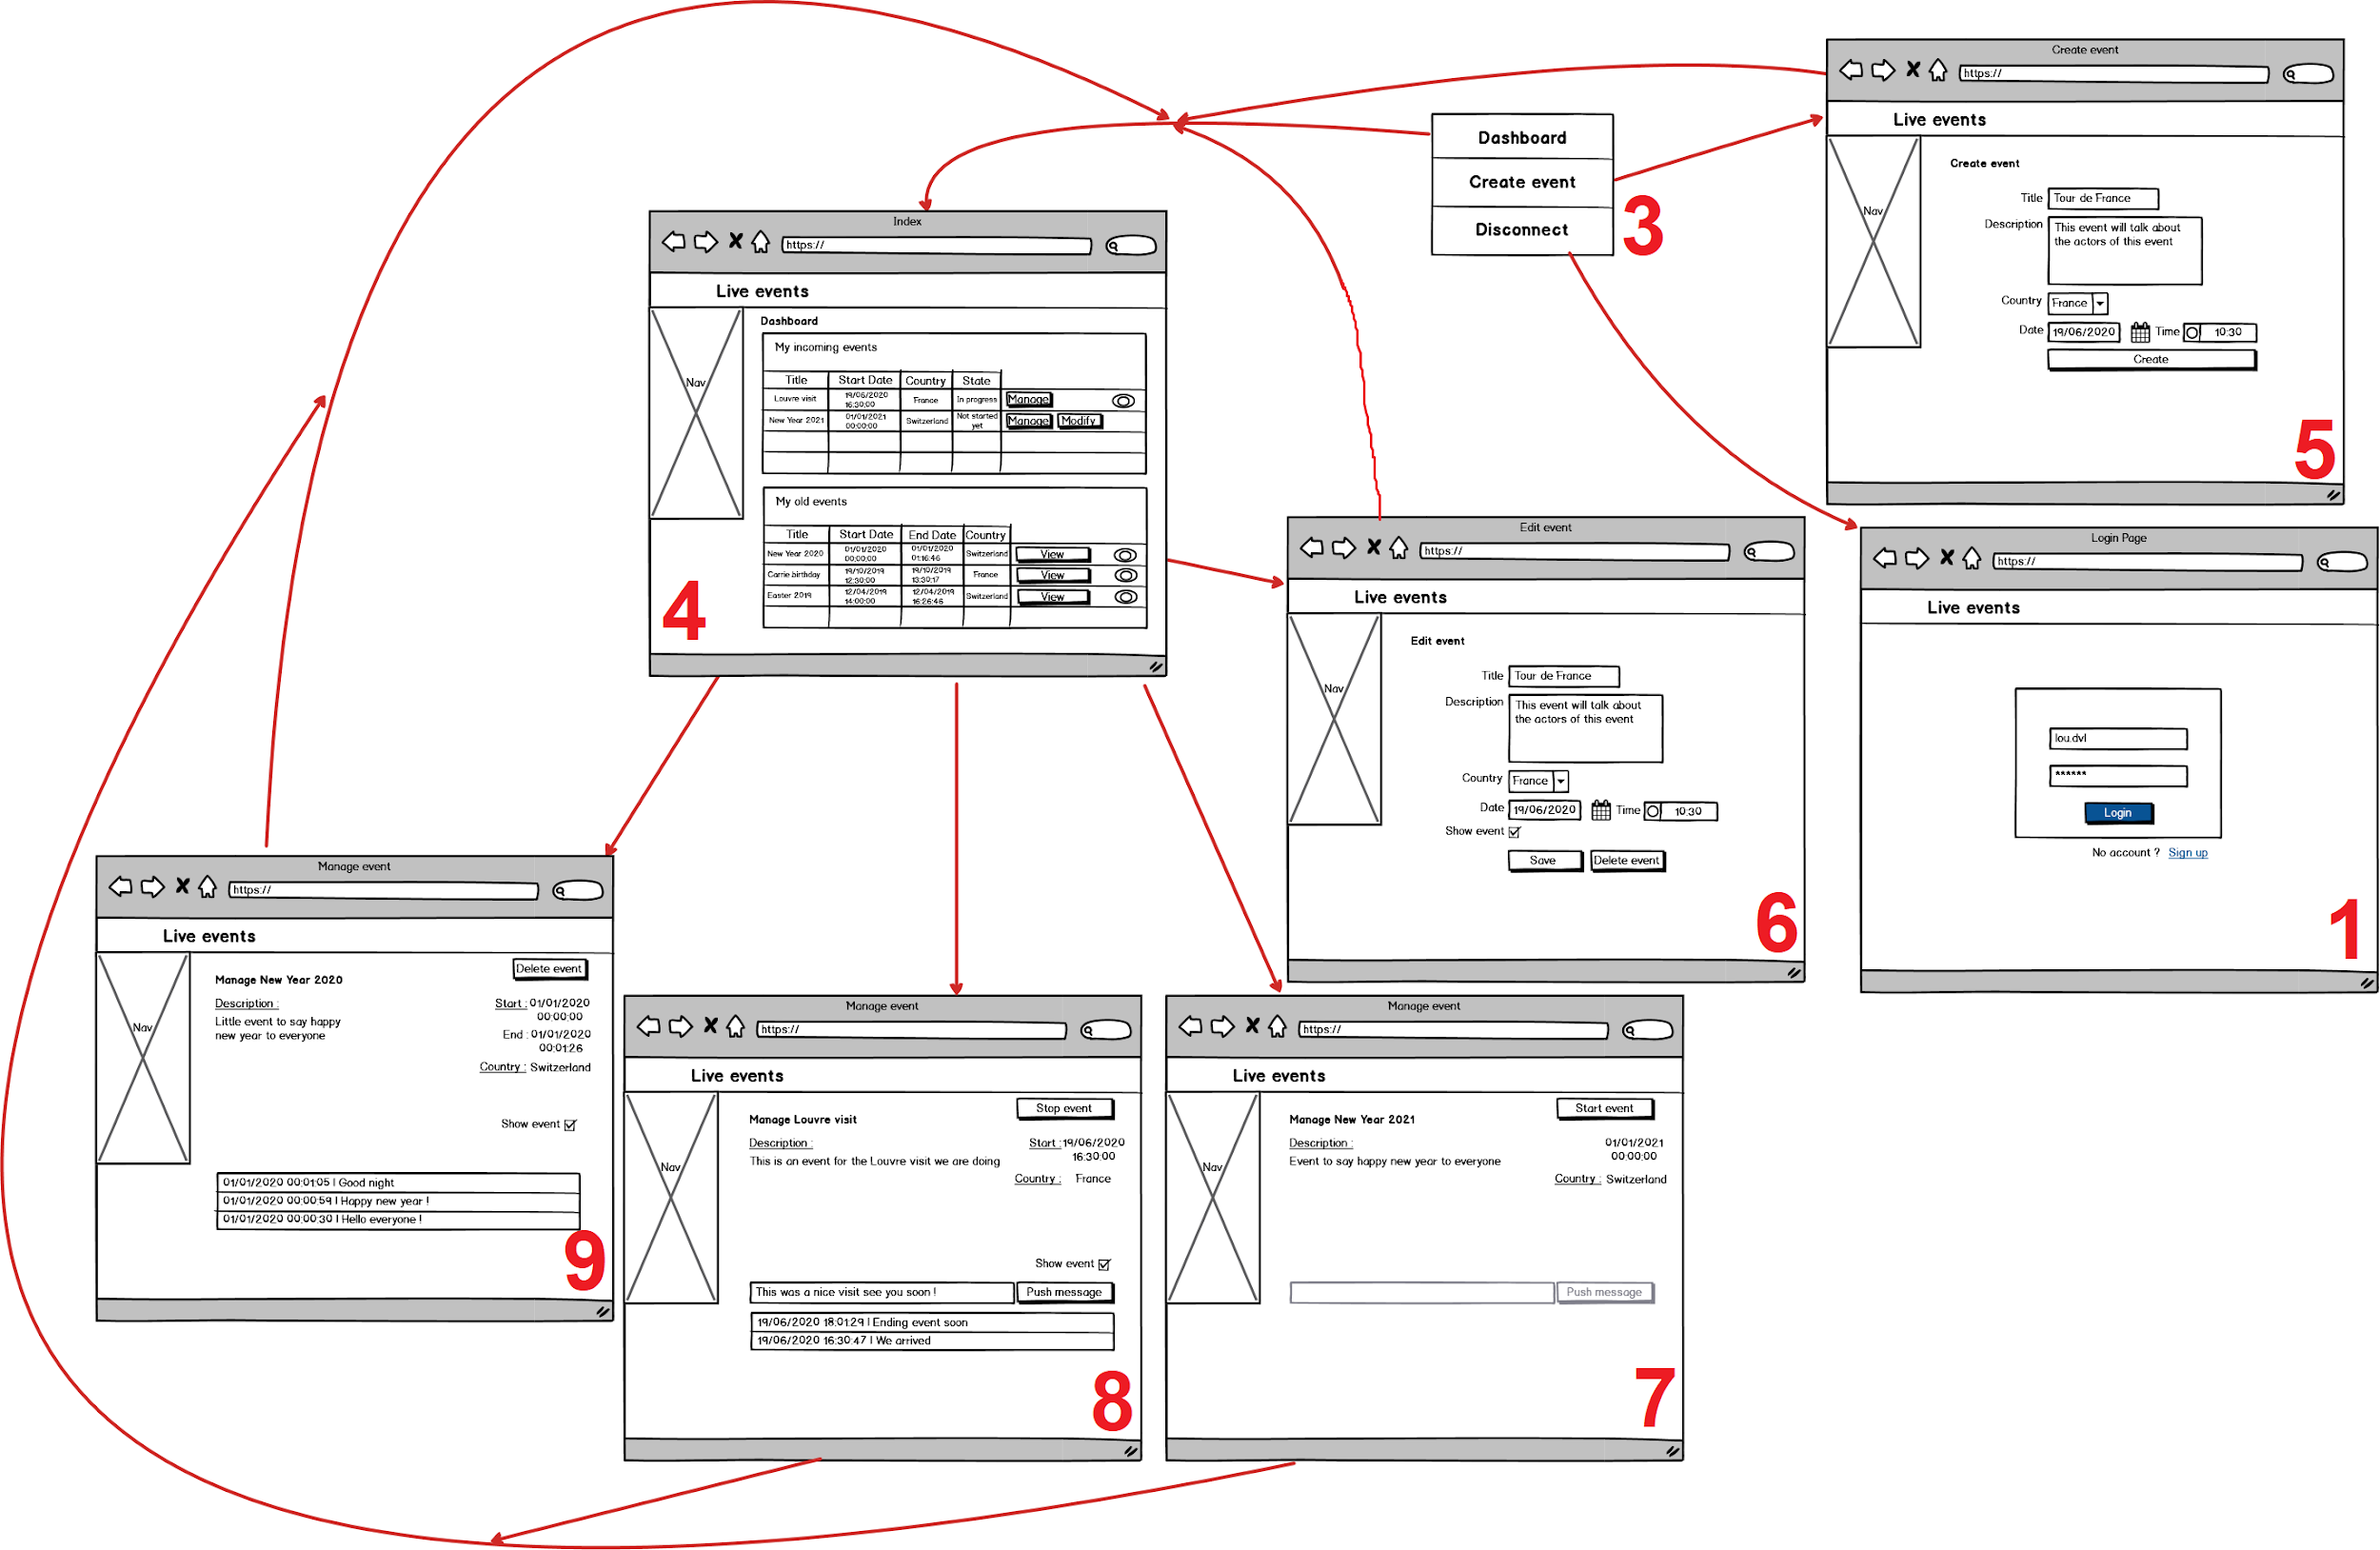 Create event
https://
Live events
Create event
Nav
Title Tour de France
Description This event will talk about
the actors of this event
Country France
Date 19/06/2020 Time 10:30
Create
5
Dashboard
Create event
Disconnect
3
Index
https://
Live events
Nav
Dashboard
My incoming events
Title Start Date Country State
Louvre visit 19/06/2020 16:30:00 France In progress Manage
New Year 2021 01/01/2021 00:00:00 Switzerland Not started yet Manage Modify
My old events
Title Start Date End Date Country
New Year 2020 01/01/2020 00:00:00 01/01/2020 01:16:46 Switzerland View
Carrie birthday 19/10/2019 12:30:00 19/10/2019 13:30:17 France View
Easter 2019 12/04/2019 14:00:00 12/04/2019 16:26:46 Switzerland View
4
Edit event
https://
Live events
Nav
Edit event
Title Tour de France
Description This event will talk about
the actors of this event
Country France
Date 19/06/2020 Time 10:30
Show event
Save Delete event
6
Login Page
https://
Live events
lou.dvl
******
Login
No account ? Sign up
1
Manage event
https://
Live events
Nav
Delete event
Manage New Year 2020
Description :
Little event to say happy
new year to everyone
Start : 01/01/2020
00:00:00
End : 01/01/2020
00:01:26
Country : Switzerland
Show event
01/01/2020 00:01:05 | Good night
01/01/2020 00:00:59 | Happy new year !
01/01/2020 00:00:30 | Hello everyone !
9
Manage event
https://
Live events
Nav
Stop event
Manage Louvre visit
Description :
This is an event for the Louvre visit we are doing
Start : 19/06/2020
16:30:00
Country : France
Show event
This was a nice visit see you soon ! Push message
19/06/2020 18:01:29 | Ending event soon
19/06/2020 16:30:47 | We arrived
8
Manage event
https://
Live events
Nav
Start event
Manage New Year 2021
Description :
Event to say happy new year to everyone
01/01/2021
00:00:00
Country : Switzerland
Push message
7